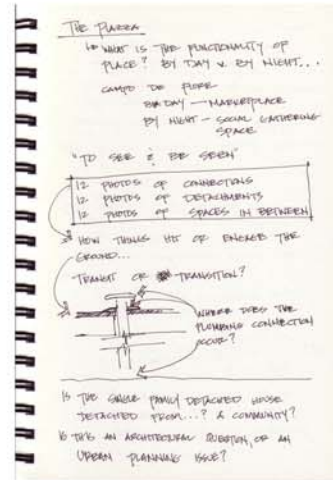 THE PIAZZA
WHAT IS THE FUNCTIONALITY OF
PLACE? BY DAY V. BY NIGHT...
CAMPO DE FIORE
BY DAY — MARKETPLACE
BY NIGHT — SOCIAL GATHERING
SPACE
"TO SEE & BE SEEN"
12 PHOTOS OF CONNECTIONS
12 PHOTOS OF DETACHMENTS
12 PHOTOS OF SPACES IN BETWEEN
HOW THINGS HIT OR ENGAGE THE
GROUND...
TRANSIT OR TRANSITION?
WHERE DOES THE
PLUMBING CONNECTION
OCCUR?
IS THE SINGLE FAMILY DETACHED HOUSE
DETACHED FROM...? A COMMUNITY?
IS THIS AN ARCHITECTURAL QUESTION, OR AN
URBAN PLANNING ISSUE?